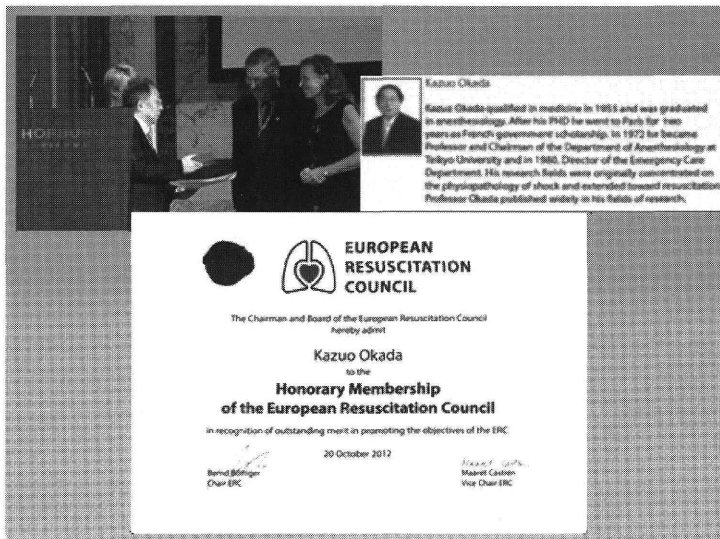 Kazuo Okada
Kazuo Okada qualified in medicine in 1955 and was graduated
in anesthesiology. After his PHD he went to Paris for two
years as French government scholarship. In 1972 he became
Professor and Chairman of the Department of Anesthesiology at
Teikyo University and in 1980, Director of the Emergency Care
Department. His research fields were originally concentrated on
the physiopathology of shock and extended toward resuscitation
Professor Okada published widely in his fields of research.
EUROPEAN
RESUSCITATION
COUNCIL
The Chairman and Board of the European Resuscitation Council
hereby admit
Kazuo Okada
to the
Honorary Membership
of the European Resuscitation Council
in recognition of outstanding merit in promoting the objectives of the ERC
20 October 2012
Bernd Böttiger
Chair ERC
Maaret Castrén
Vice Chair ERC